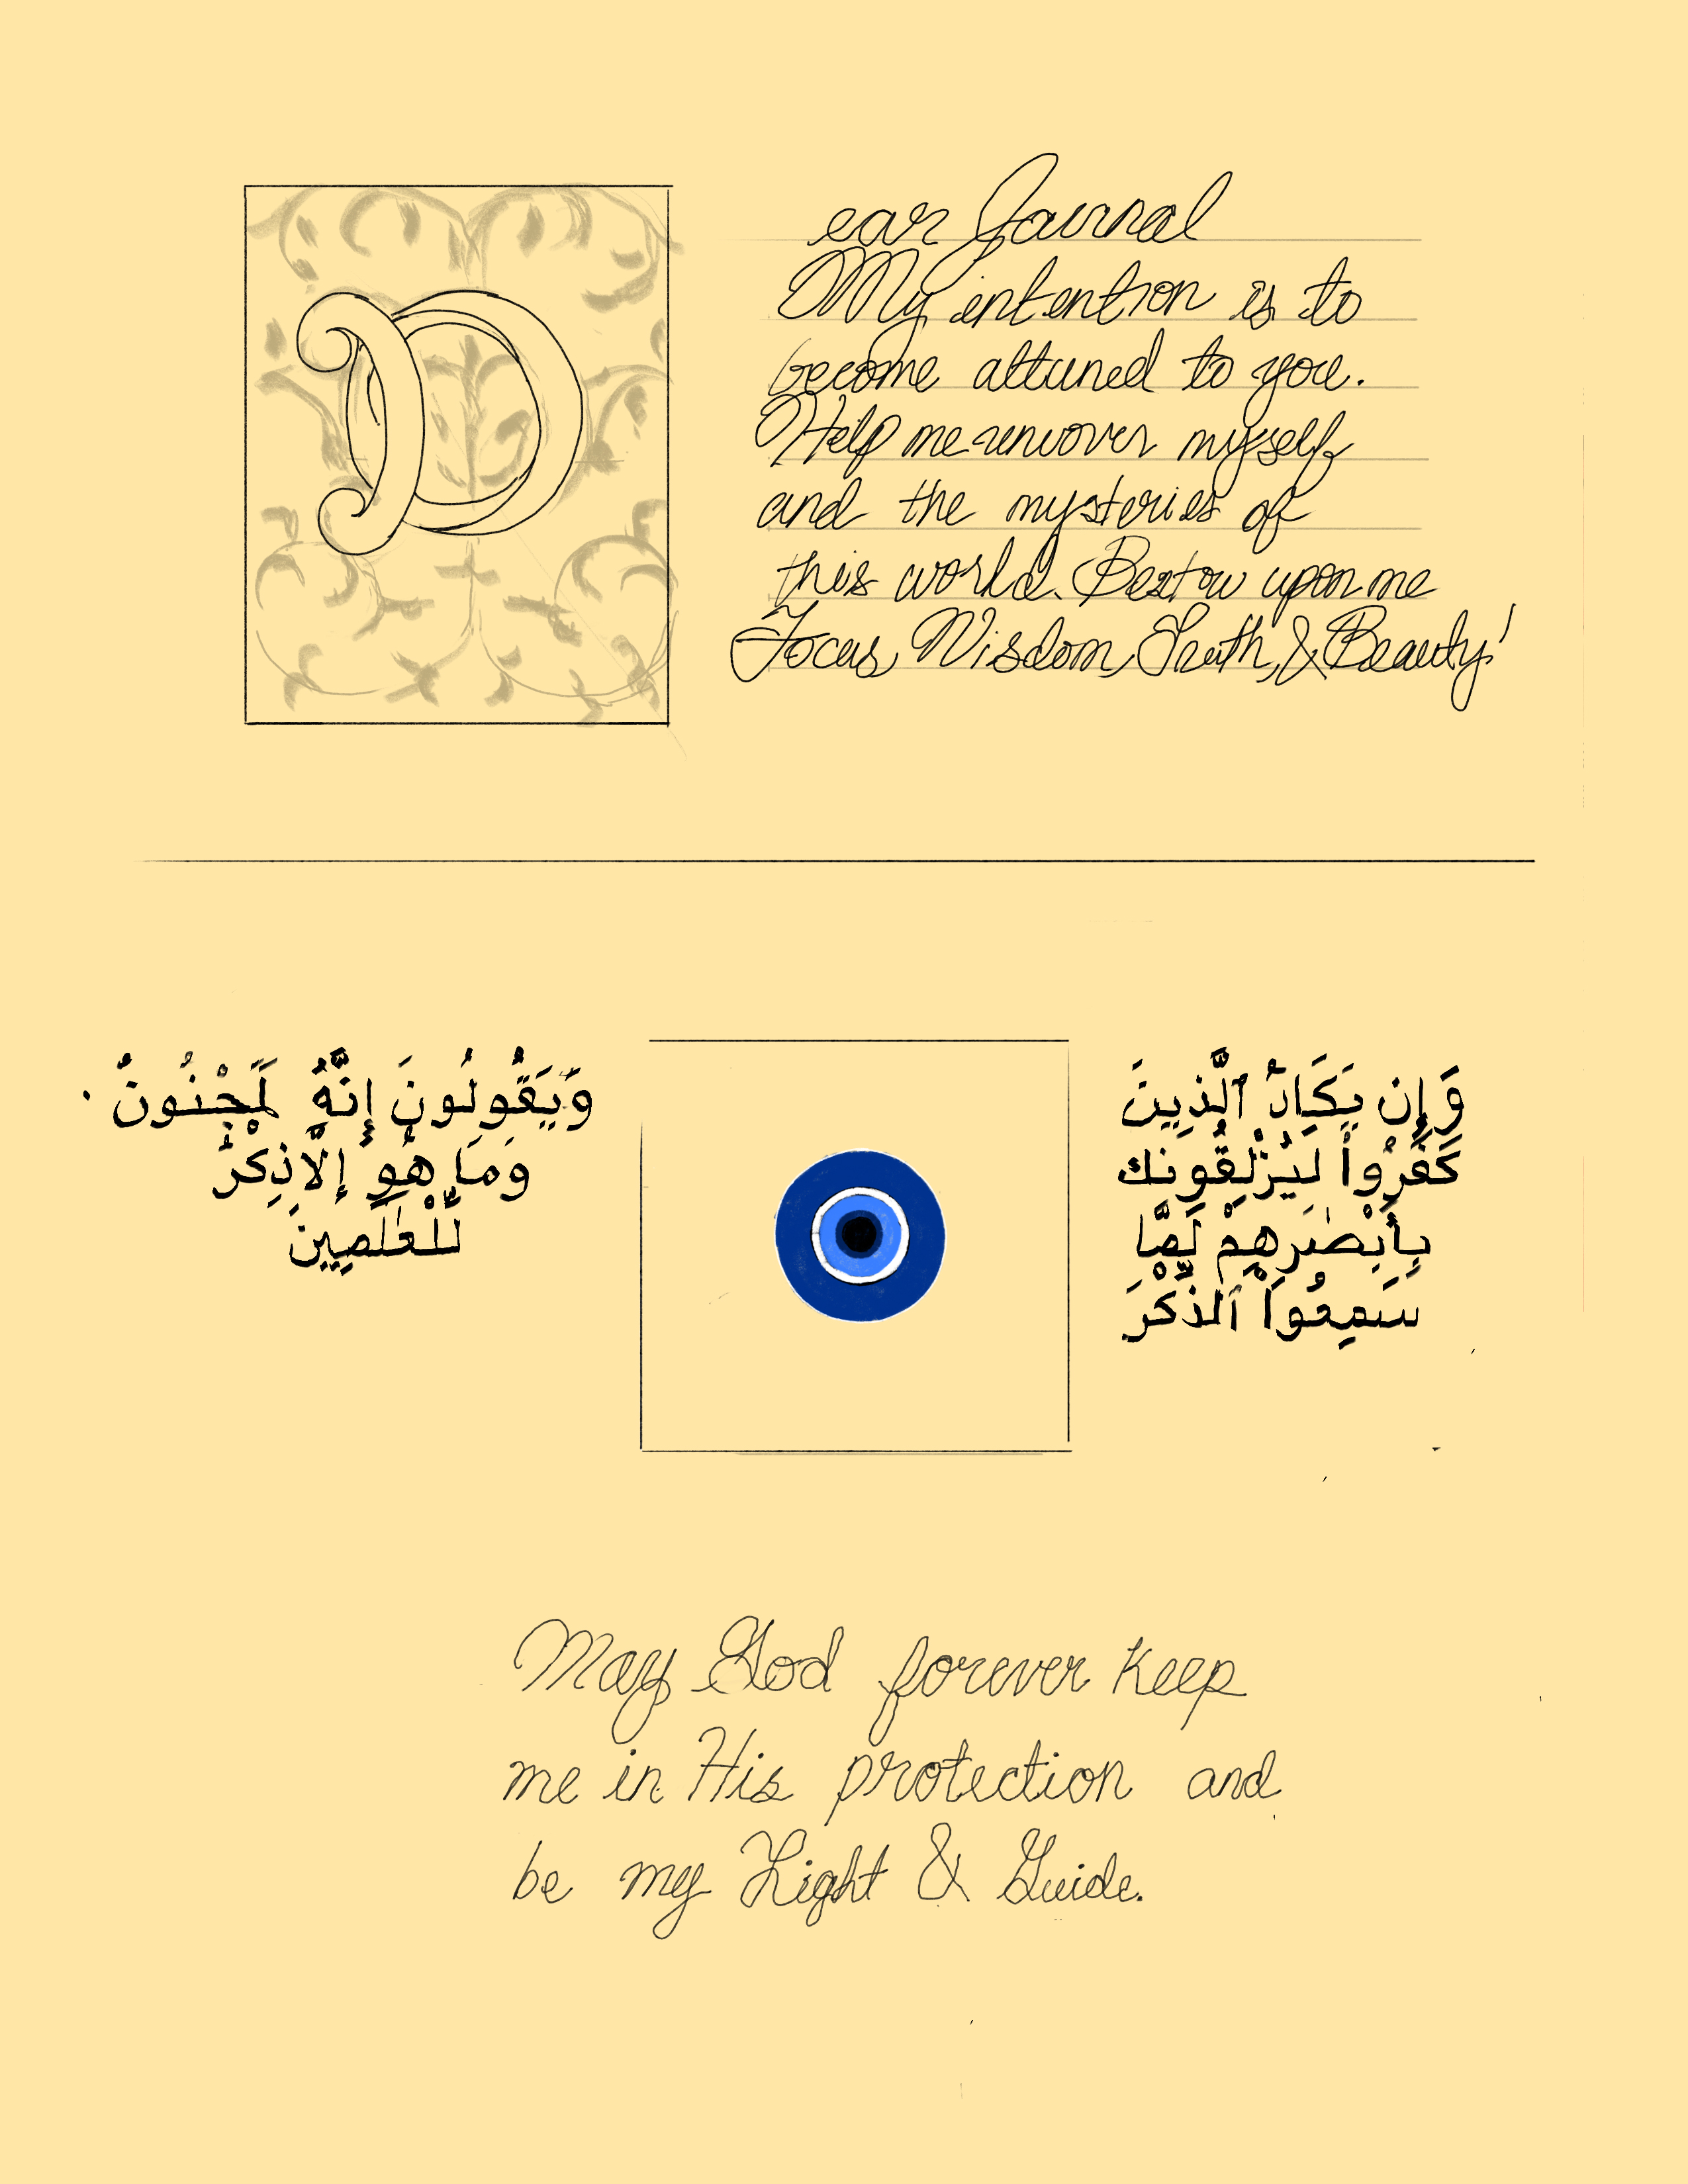 Dear Journal
My intention is to
become attuned to you.
Help me uncover myself
and the mysteries of
this world. Bestow upon me
Focus, Wisdom, Truth, & Beauty!
وَإِن يَكَادُ ٱلَّذِينَ
كَفَرُوا۟ لَيُزْلِقُونَك
بِأَبْصَٰرِهِمْ لَمَّا
سَمِعُوا۟ ٱلذِّكْرَ
وَيَقُولُونَ إِنَّهُۥ لَمَجْنُونٌ
وَمَا هُوَ إِلَّا ذِكْرٌ
لِّلْعَٰلَمِيينَ
May God forever keep
me in His protection and
be my Light & Guide.